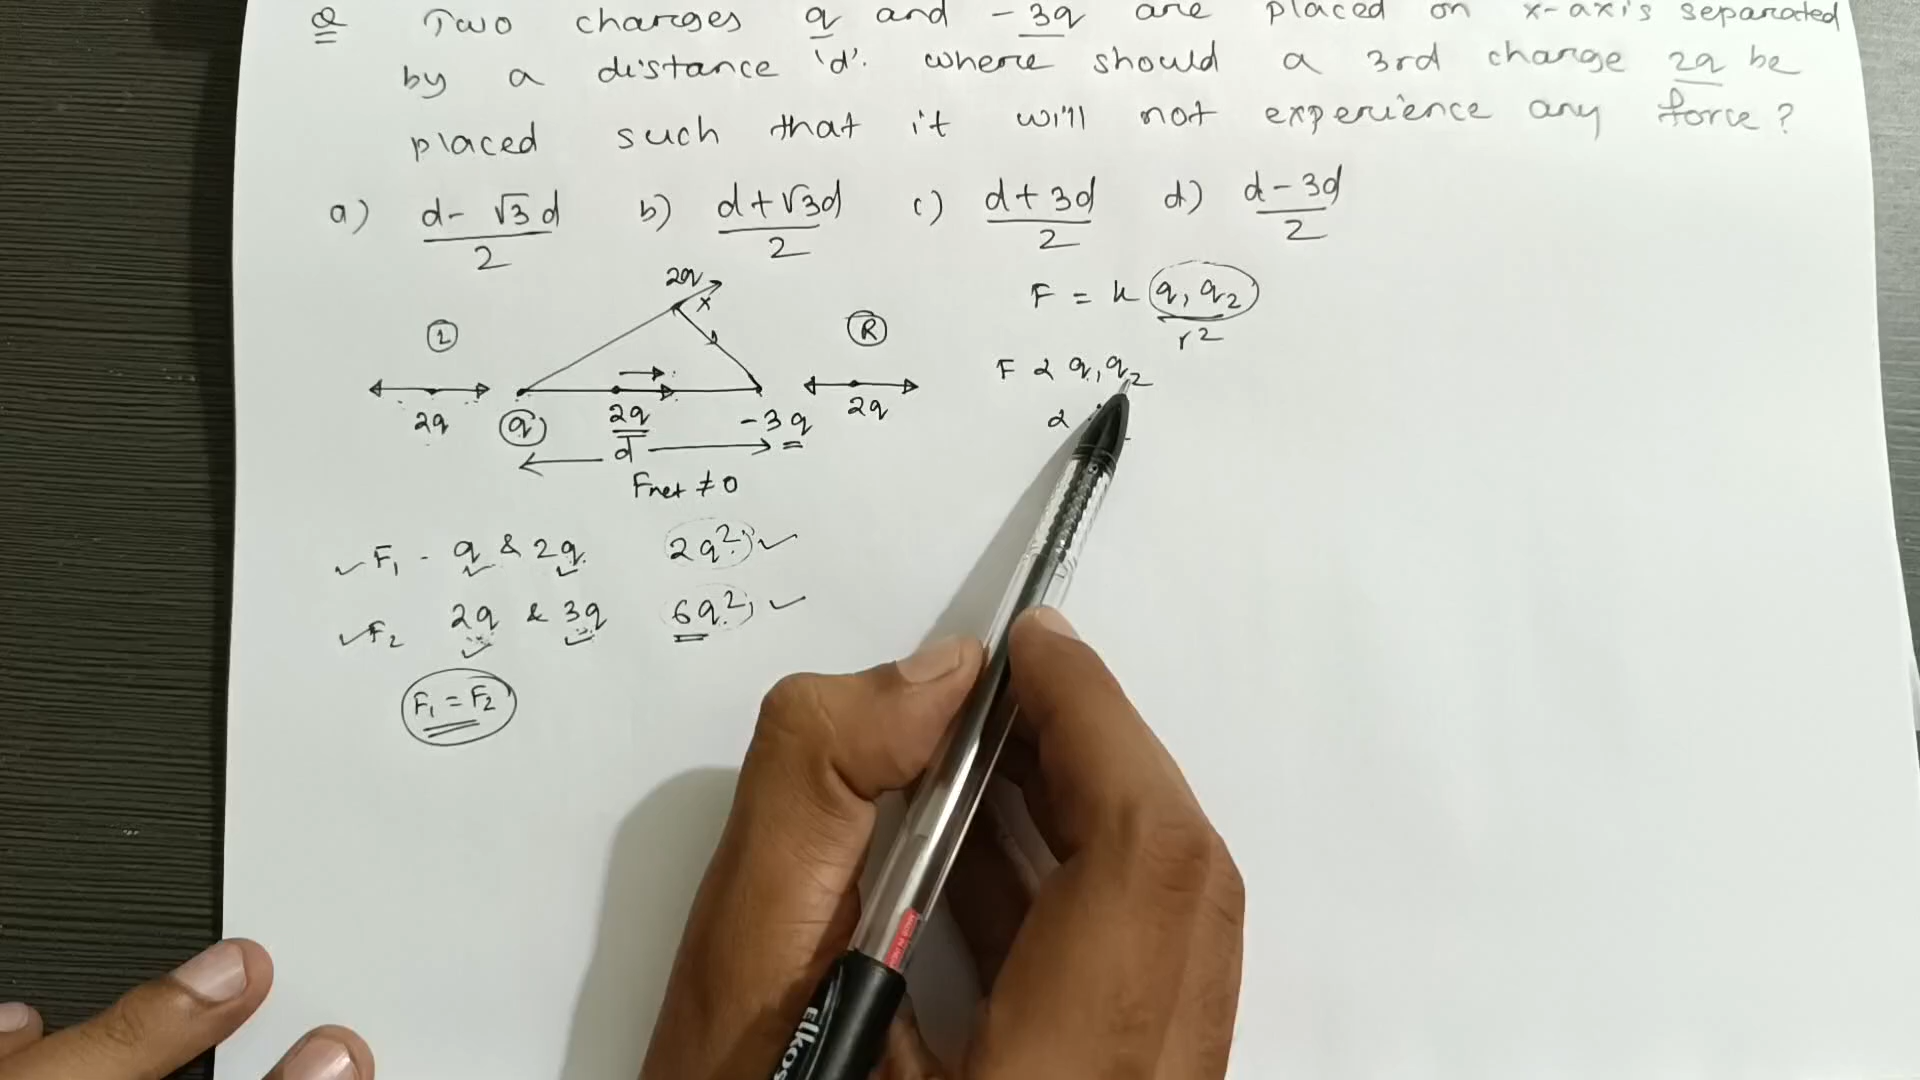 Q Two charges q and -3q are placed on x-axis separated
by a distance 'd'. where should a 3rd charge 2q be
placed such that it will not experience any force?
a) d-√3d/2 b) d+√3d/2 c) d+3d/2 d) d-3d/2
2q x
F = k q1 q2 / r2
L R
F α q1 q2
2q q 2q -3q 2q
α
d
Fnet ≠ 0
F1 - q & 2q 2q2;
F2 2q & 3q 6q2;
F1 = F2
Elkos